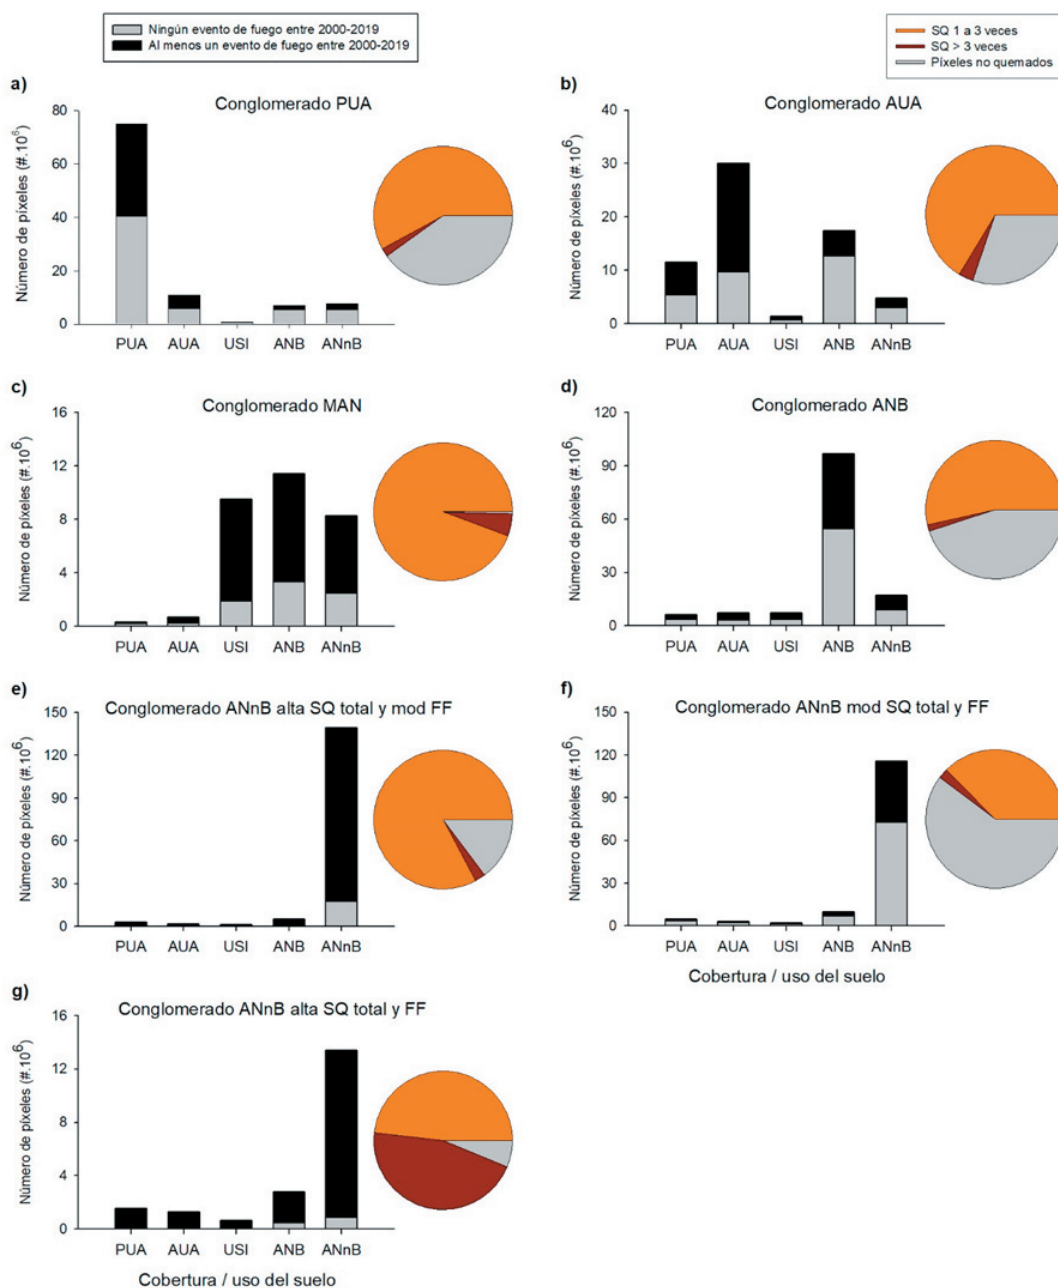 Ningún evento de fuego entre 2000-2019
Al menos un evento de fuego entre 2000-2019
SQ 1 a 3 veces
SQ > 3 veces
Píxeles no quemados
a)
Conglomerado PUA
Número de píxeles (#.10⁶)
80
60
40
20
0
PUA AUA USI ANB ANnB
b)
Conglomerado AUA
Número de píxeles (#.10⁶)
40
30
20
10
0
PUA AUA USI ANB ANnB
c)
Conglomerado MAN
Número de píxeles (#.10⁶)
16
12
8
4
0
PUA AUA USI ANB ANnB
d)
Conglomerado ANB
Número de píxeles (#.10⁶)
120
90
60
30
0
PUA AUA USI ANB ANnB
e)
Conglomerado ANnB alta SQ total y mod FF
Número de píxeles (#.10⁶)
150
120
90
60
30
0
PUA AUA USI ANB ANnB
f)
Conglomerado ANnB mod SQ total y FF
Número de píxeles (#.10⁶)
150
120
90
60
30
0
PUA AUA USI ANB ANnB
Cobertura / uso del suelo
g)
Conglomerado ANnB alta SQ total y FF
Número de píxeles (#.10⁶)
16
12
8
4
0
PUA AUA USI ANB ANnB
Cobertura / uso del suelo